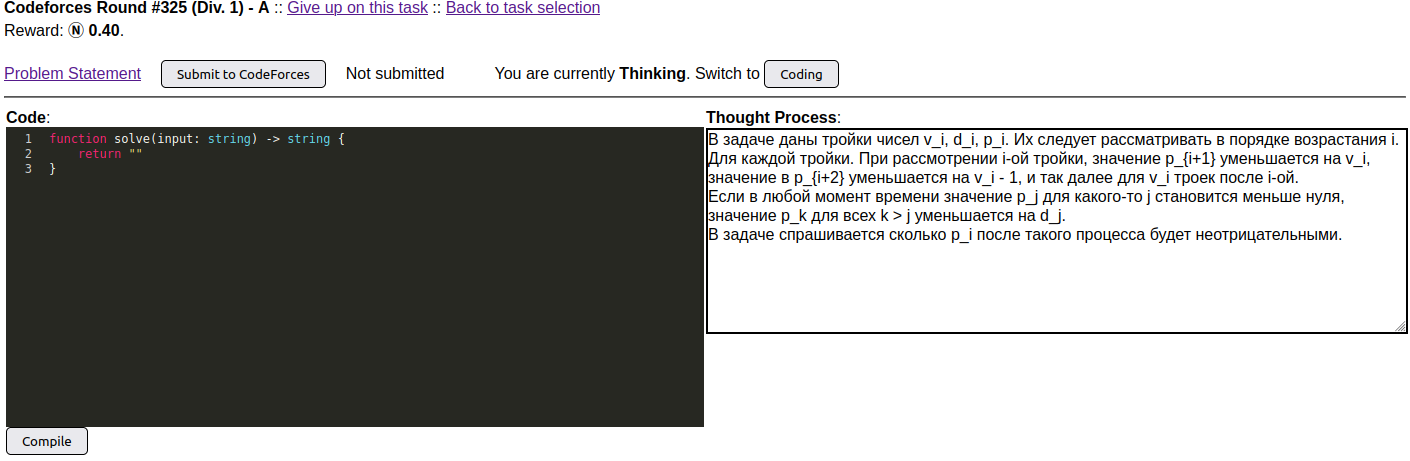 Codeforces Round #325 (Div. 1) - A :: Give up on this task :: Back to task selection
Reward: Ⓝ 0.40.
Problem Statement Submit to CodeForces Not submitted You are currently Thinking. Switch to Coding
Code:
1 function solve(input: string) -> string {
2     return ""
3 }
Compile
Thought Process:
В задаче даны тройки чисел v_i, d_i, p_i. Их следует рассматривать в порядке возрастания i.
Для каждой тройки. При рассмотрении i-ой тройки, значение p_{i+1} уменьшается на v_i,
значение в p_{i+2} уменьшается на v_i - 1, и так далее для v_i троек после i-ой.
Если в любой момент времени значение p_j для какого-то j становится меньше нуля,
значение p_k для всех k > j уменьшается на d_j.
В задаче спрашивается сколько p_i после такого процесса будет неотрицательными.